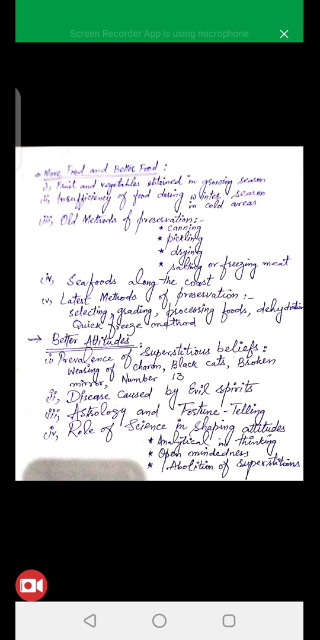 Screen Recorder App is using microphone
→ More Food and Better Food :
i, Fruit and vegetables obtained in growing season
ii, Insufficiency of food during winter season
in cold areas
iii, Old Methods of preservation:-
* canning
* pickling
* drying
* salting or freezing meat
iv, Seafoods along the coast
v, Latest Methods of preservation :-
selecting, grading, processing foods, dehydration
Quick freeze method
→ Better Attitudes :
i, Prevalence of Superstitious beliefs :
Wearing of charm, Black cats, Broken
mirror, Number 13
ii, Disease caused by Evil spirits
iii, Astrology and Fortune-Telling
iv, Role of Science in shaping attitudes
* Analytical in thinking
* Open mindedness
* Abolition of superstitions